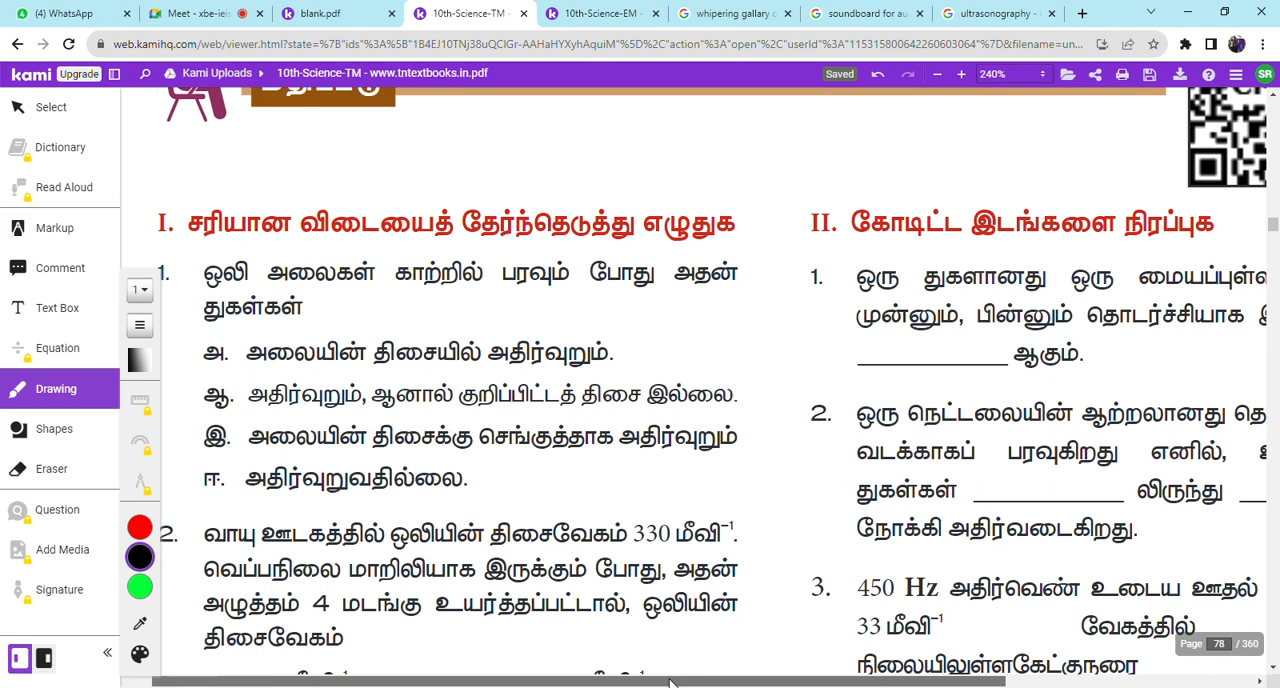 (4) WhatsApp
Meet - xbe-ieis
blank.pdf
10th-Science-TM -
10th-Science-EM -
whipering gallary c
soundboard for au
ultrasonography -
web.kamihq.com/web/viewer.html?state=%7B"ids"%3A%5B"1B4EJ10TNj38uQCIGr-AAHaHYXyhAquiM"%5D%2C"action"%3A"open"%2C"userId"%3A"115315800642260603064"%7D&filename=un...
kami Upgrade
Kami Uploads
10th-Science-TM - www.tntextbooks.in.pdf
Saved
240%
SR
Select
Dictionary
Read Aloud
Markup
Comment
Text Box
Equation
Drawing
Shapes
Eraser
Question
Add Media
Signature
1
I. சரியான விடையைத் தேர்ந்தெடுத்து எழுதுக
1. ஒலி அலைகள் காற்றில் பரவும் போது அதன்
துகள்கள்
அ. அலையின் திசையில் அதிர்வுறும்.
ஆ. அதிர்வுறும், ஆனால் குறிப்பிட்டத் திசை இல்லை.
இ. அலையின் திசைக்கு செங்குத்தாக அதிர்வுறும்
ஈ. அதிர்வுறுவதில்லை.
2. வாயு ஊடகத்தில் ஒலியின் திசைவேகம் 330 மீவி⁻¹.
வெப்பநிலை மாறிலியாக இருக்கும் போது, அதன்
அழுத்தம் 4 மடங்கு உயர்த்தப்பட்டால், ஒலியின்
திசைவேகம்
II. கோடிட்ட இடங்களை நிரப்புக
1. ஒரு துகளானது ஒரு மையப்புள்ள
முன்னும், பின்னும் தொடர்ச்சியாக
____________ ஆகும்.
2. ஒரு நெட்டலையின் ஆற்றலானது தெ
வடக்காகப் பரவுகிறது எனில்,
துகள்கள் ____________ லிருந்து __
நோக்கி அதிர்வடைகிறது.
3. 450 Hz அதிர்வெண் உடைய ஊதல்
33 மீவி⁻¹ வேகத்தில்
நிலையிலுள்ளகேட்குநரை
Page 78 / 360